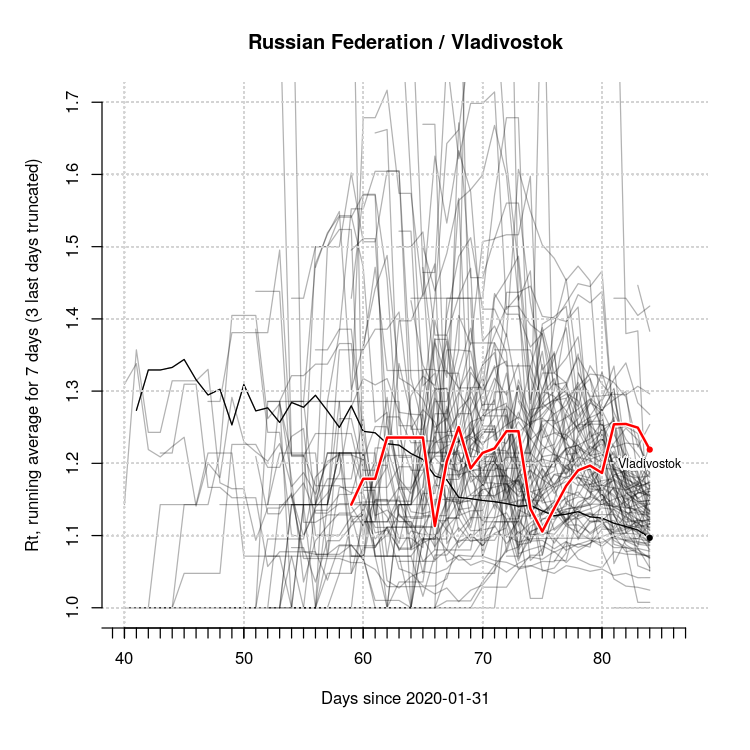 Russian Federation / Vladivostok
Rt, running average for 7 days (3 last days truncated)
1.7
1.6
1.5
1.4
1.3
1.2
1.1
1.0
Vladivostok
40 50 60 70 80
Days since 2020-01-31